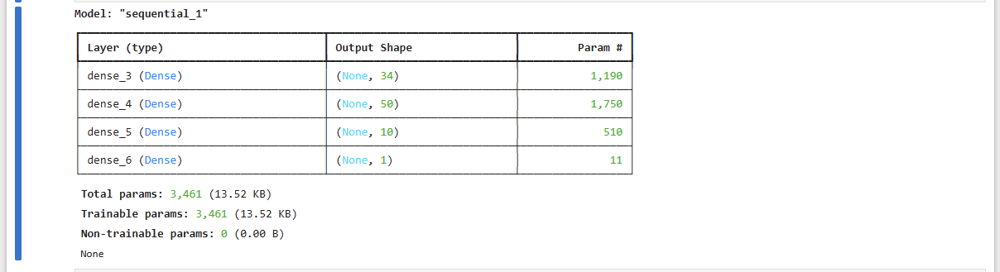 Model: "sequential_1"
Layer (type) Output Shape Param #
dense_3 (Dense) (None, 34) 1,190
dense_4 (Dense) (None, 50) 1,750
dense_5 (Dense) (None, 10) 510
dense_6 (Dense) (None, 1) 11
Total params: 3,461 (13.52 KB)
Trainable params: 3,461 (13.52 KB)
Non-trainable params: 0 (0.00 B)
None